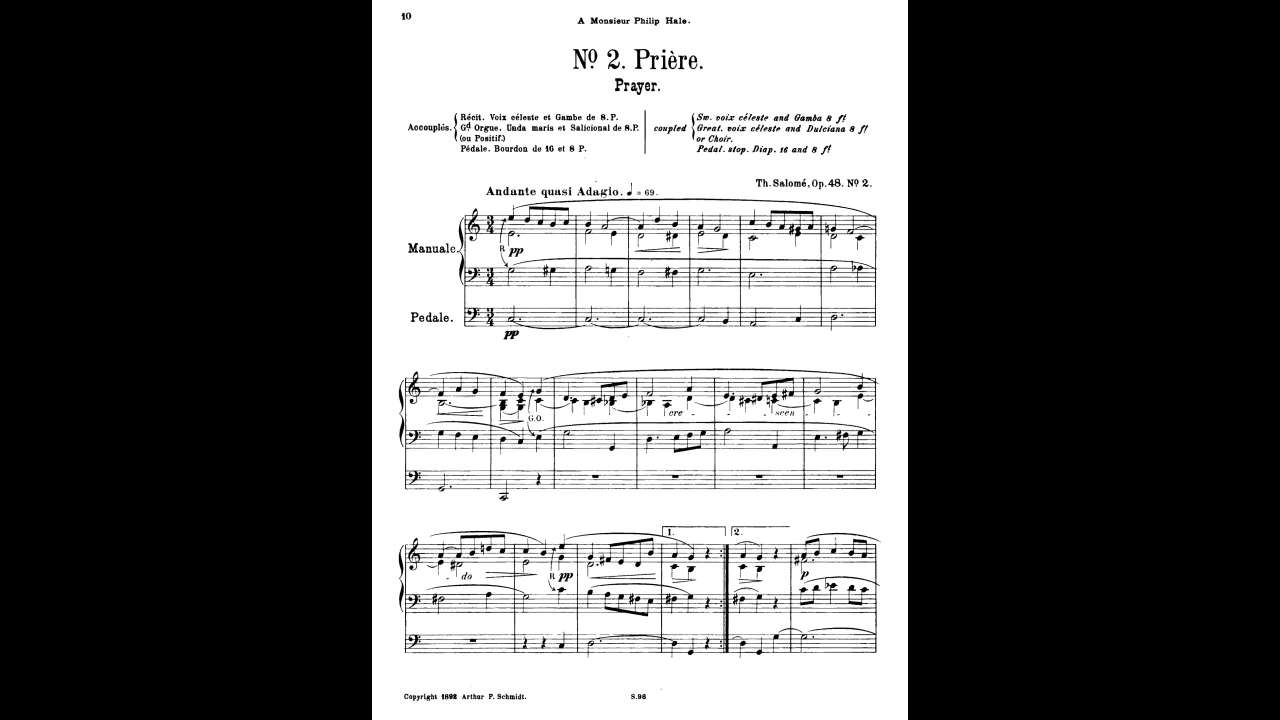 10
A Monsieur Philip Hale.
Nº 2. Prière.
Prayer.
Accouplés.
Récit. Voix céleste et Gambe de 8. P.
Gd Orgue. Unda maris et Salicional de 8. P.
(ou Positif.)
Pédale. Bourdon de 16 et 8 P.
coupled
Sw. voix céleste and Gamba 8 ft
Great. voix céleste and Dulciana 8 ft
or Choir.
Pedal. stop. Diap. 16 and 8 ft
Th. Salomé, Op. 48. Nº 2.
Andante quasi Adagio. ♩ = 69.
Manuale.
R pp
Pedale.
pp
G.O.
cre - - scen - -
1. 2.
- do R pp p
Copyright 1892 Arthur P. Schmidt. S. 96